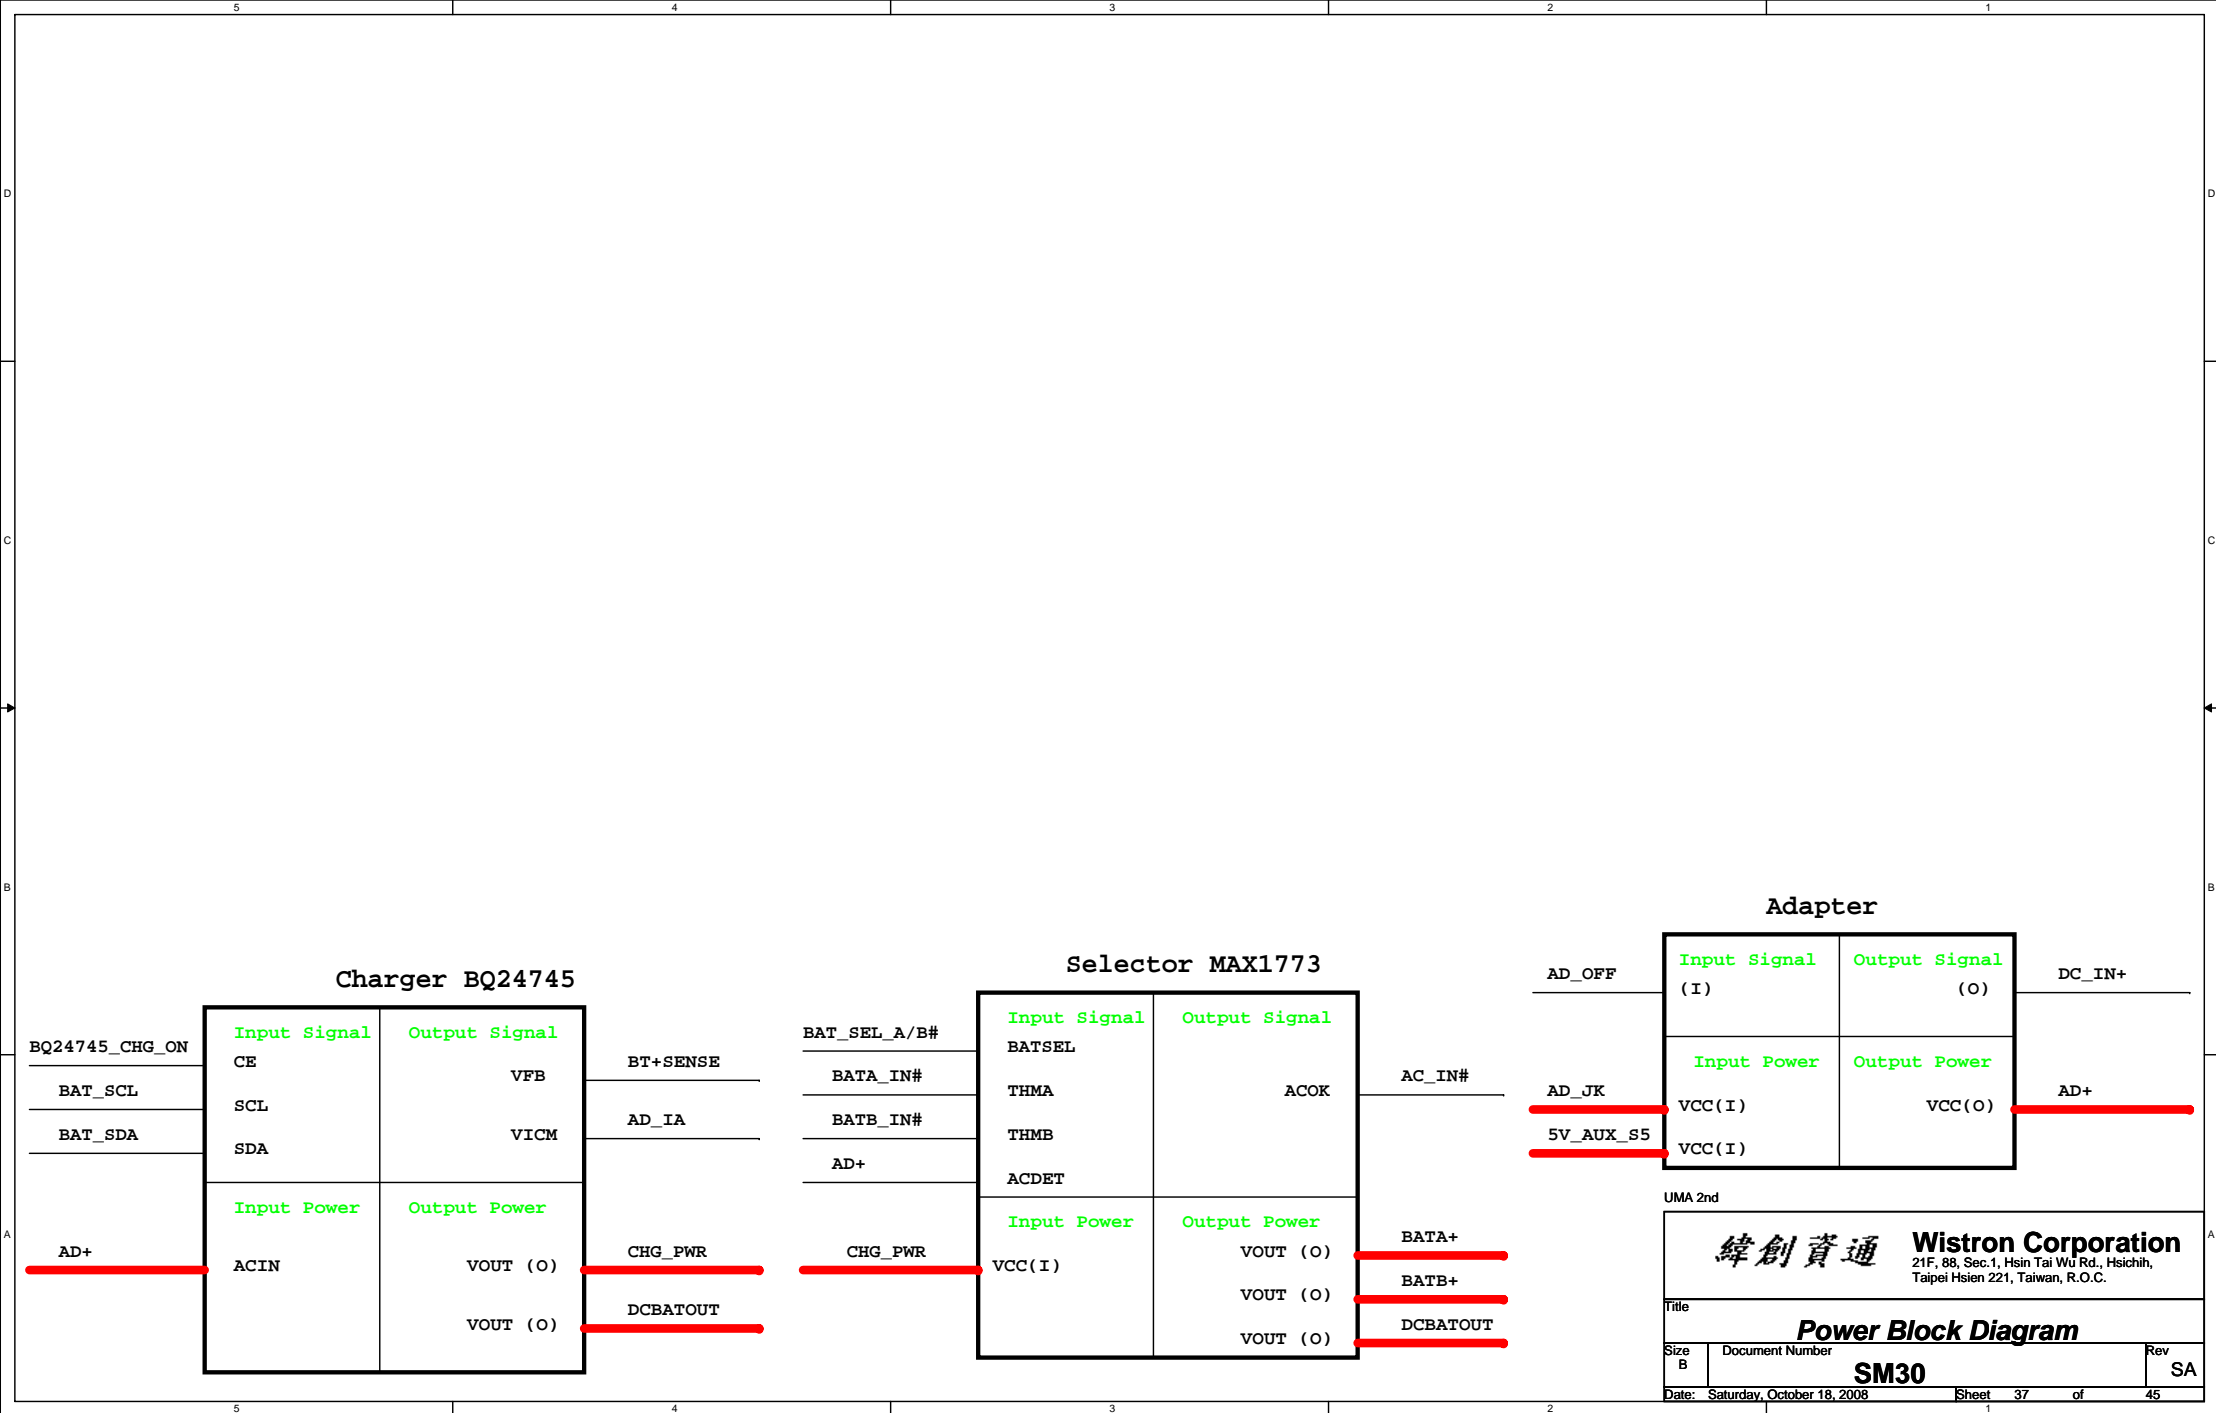 5 4 3 2 1
D D
C C
B B
A A
Charger BQ24745
Input Signal Output Signal
BQ24745_CHG_ON CE
BAT_SCL SCL
BAT_SDA SDA
VFB BT+SENSE
VICM AD_IA
Input Power Output Power
AD+ ACIN
VOUT (O) CHG_PWR
VOUT (O) DCBATOUT
Selector MAX1773
Input Signal Output Signal
BAT_SEL_A/B# BATSEL
BATA_IN# THMA
BATB_IN# THMB
AD+ ACDET
ACOK AC_IN#
Input Power Output Power
CHG_PWR VCC(I)
VOUT (O) BATA+
VOUT (O) BATB+
VOUT (O) DCBATOUT
Adapter
Input Signal Output Signal
AD_OFF (I) (O) DC_IN+
Input Power Output Power
AD_JK VCC(I) VCC(O) AD+
5V_AUX_S5 VCC(I)
UMA 2nd
緯創資通 Wistron Corporation
21F, 88, Sec.1, Hsin Tai Wu Rd., Hsichih,
Taipei Hsien 221, Taiwan, R.O.C.
Title
Power Block Diagram
Size Document Number Rev
B SM30 SA
Date: Saturday, October 18, 2008 Sheet 37 of 45
5 4 3 2 1